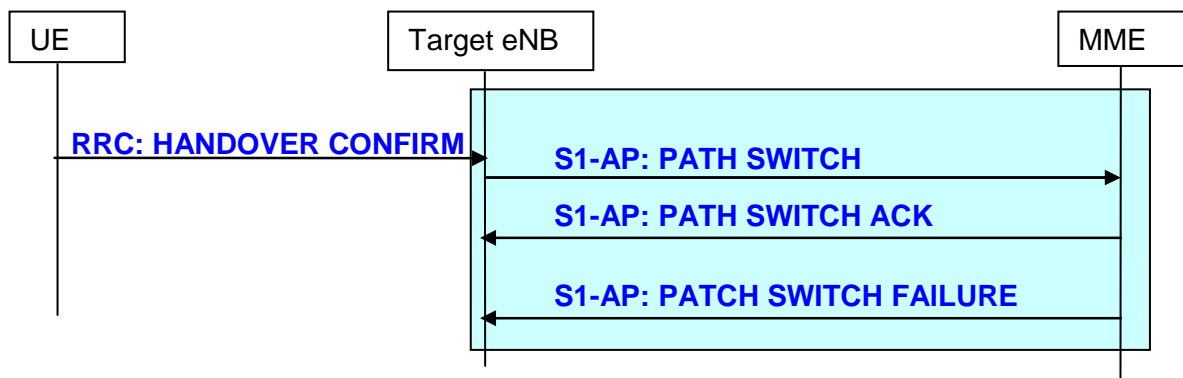 UE
Target eNB
MME
RRC: HANDOVER CONFIRM
S1-AP: PATH SWITCH
S1-AP: PATH SWITCH ACK
S1-AP: PATCH SWITCH FAILURE